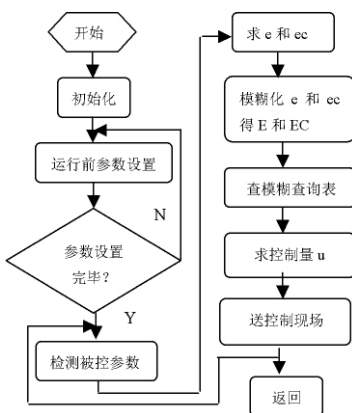 开始
初始化
运行前参数设置
N
参数设置
完毕?
Y
检测被控参数
求 e 和 ec
模糊化 e 和 ec
得 E 和 EC
查模糊查询表
求控制量 u
送控制现场
返回